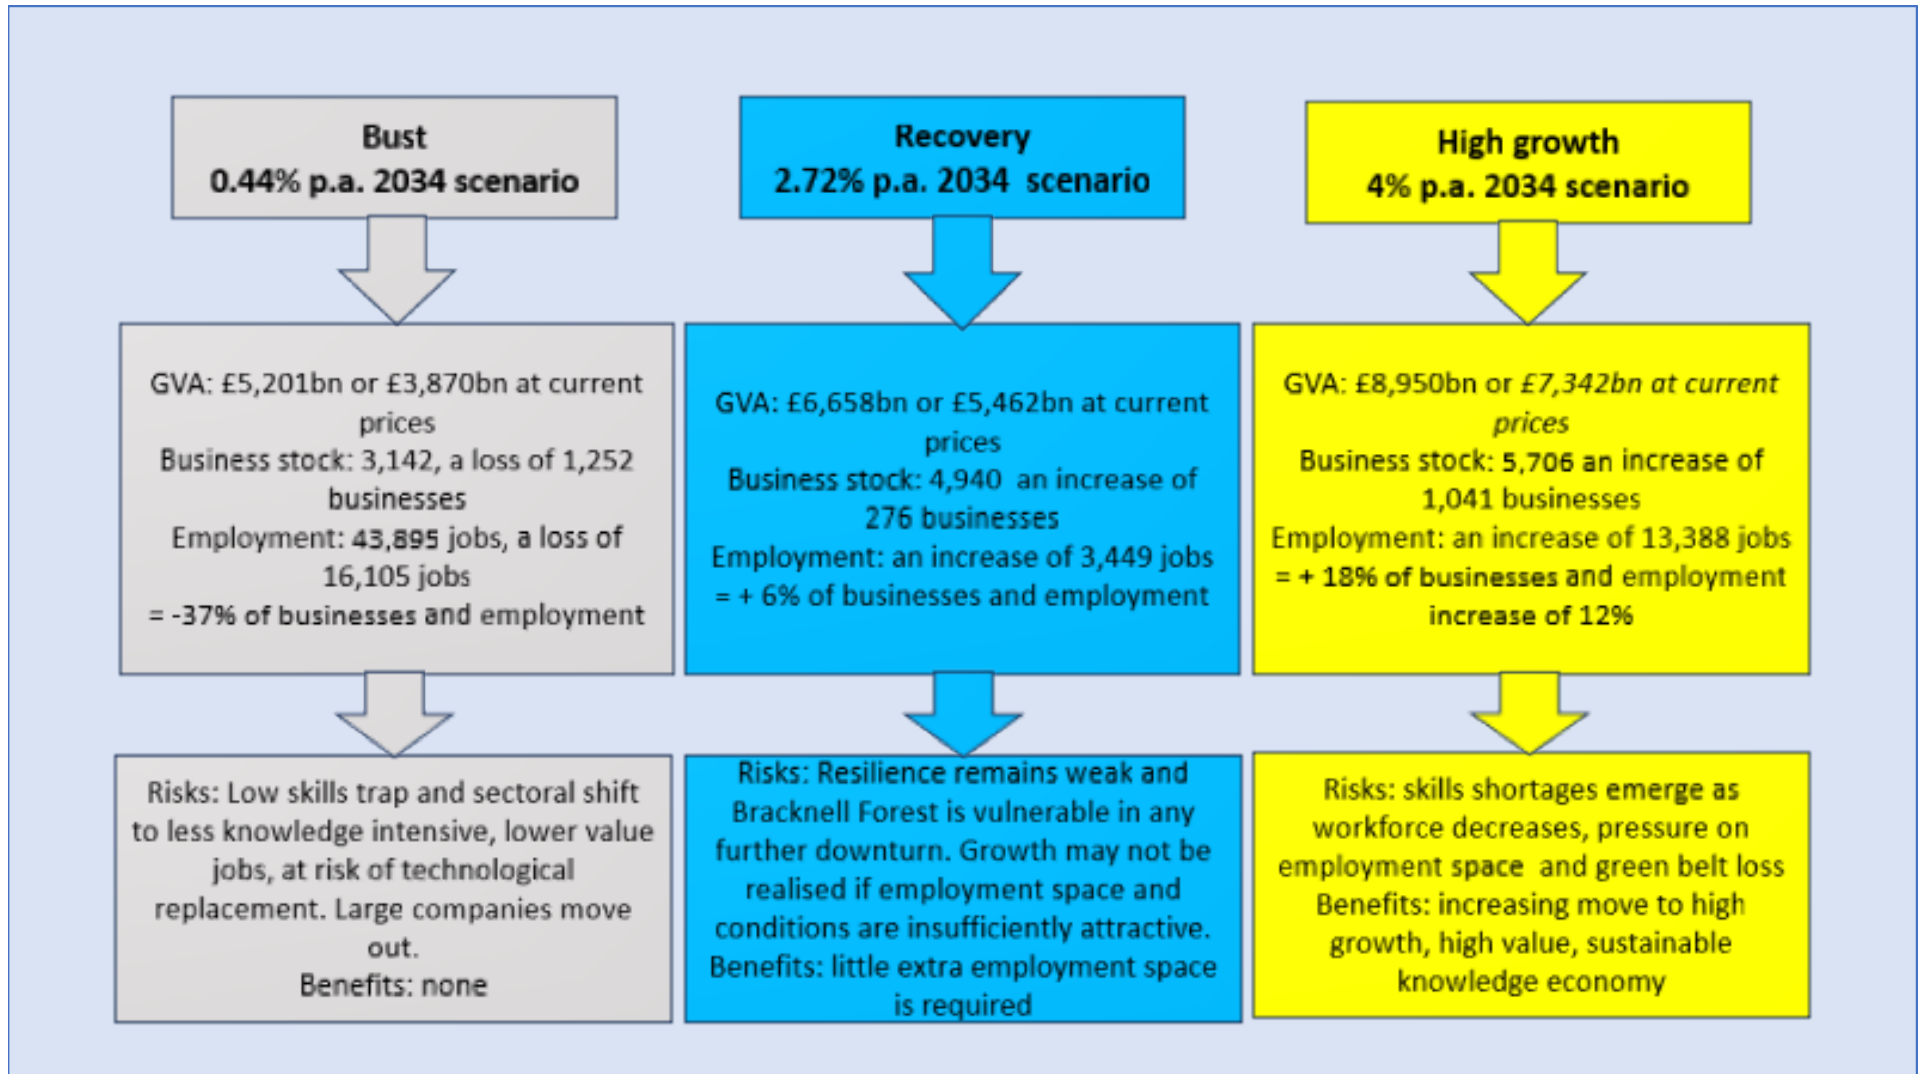 Bust
0.44% p.a. 2034 scenario
GVA: £5,201bn or £3,870bn at current
prices
Business stock: 3,142, a loss of 1,252
businesses
Employment: 43,895 jobs, a loss of
16,105 jobs
= -37% of businesses and employment
Risks: Low skills trap and sectoral shift
to less knowledge intensive, lower value
jobs, at risk of technological
replacement. Large companies move
out.
Benefits: none
Recovery
2.72% p.a. 2034 scenario
GVA: £6,658bn or £5,462bn at current
prices
Business stock: 4,940 an increase of
276 businesses
Employment: an increase of 3,449 jobs
= + 6% of businesses and employment
Risks: Resilience remains weak and
Bracknell Forest is vulnerable in any
further downturn. Growth may not be
realised if employment space and
conditions are insufficiently attractive.
Benefits: little extra employment space
is required
High growth
4% p.a. 2034 scenario
GVA: £8,950bn or £7,342bn at current
prices
Business stock: 5,706 an increase of
1,041 businesses
Employment: an increase of 13,388 jobs
= + 18% of businesses and employment
increase of 12%
Risks: skills shortages emerge as
workforce decreases, pressure on
employment space and green belt loss
Benefits: increasing move to high
growth, high value, sustainable
knowledge economy